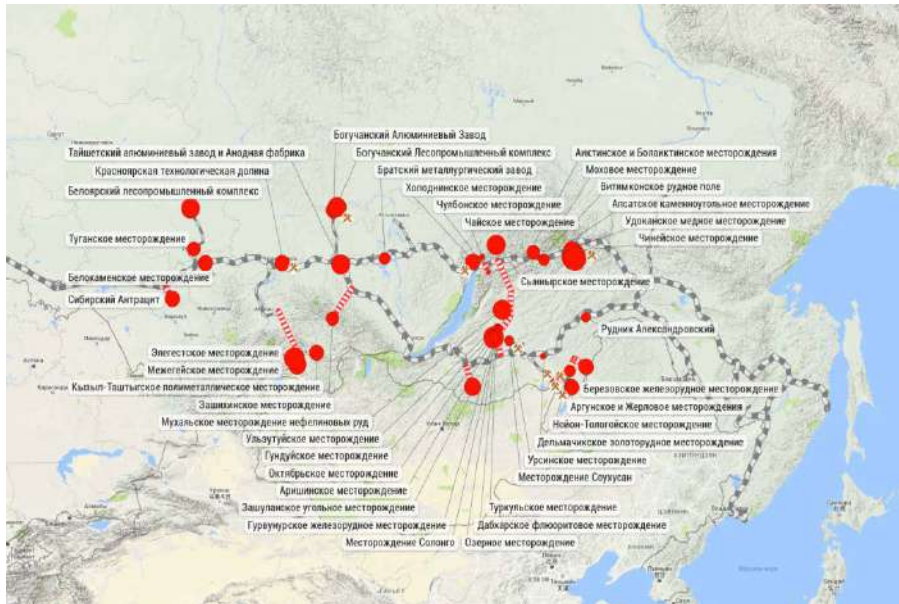 Богучанский Алюминиевый Завод
Тайшетский алюминиевый завод и Анодная фабрика
Богучанский Лесопромышленный комплекс
Аиктинское и Болаиктинское месторождения
Красноярская технологическая долина
Братский металлургический завод
Моховое месторождение
Белоярский лесопромышленный комплекс
Холоднинское месторождение
Витимконское рудное поле
Чулбонское месторождение
Апсатское каменноугольное месторождение
Чайское месторождение
Удоканское медное месторождение
Туганское месторождение
Чинейское месторождение
Белокаменское месторождение
Сыннырское месторождение
Сибирский Антрацит
Рудник Александровский
Элегестское месторождение
Межегейское месторождение
Кызыл-Таштыгское полиметаллическое месторождение
Березовское железорудное месторождение
Зашихинское месторождение
Аргунское и Жерловое месторождения
Мухальское месторождение нефелиновых руд
Нойон-Тологойское месторождение
Ульзутуйское месторождение
Дельмачикское золоторудное месторождение
Гундуйское месторождение
Урсинское месторождение
Октябрьское месторождение
Месторождение Соухусан
Аришинское месторождение
Зашуланское угольное месторождение
Туркульское месторождение
Гурвунурское железорудное месторождение
Дабхарское флюоритовое месторождение
Месторождение Солонго
Озерное месторождение